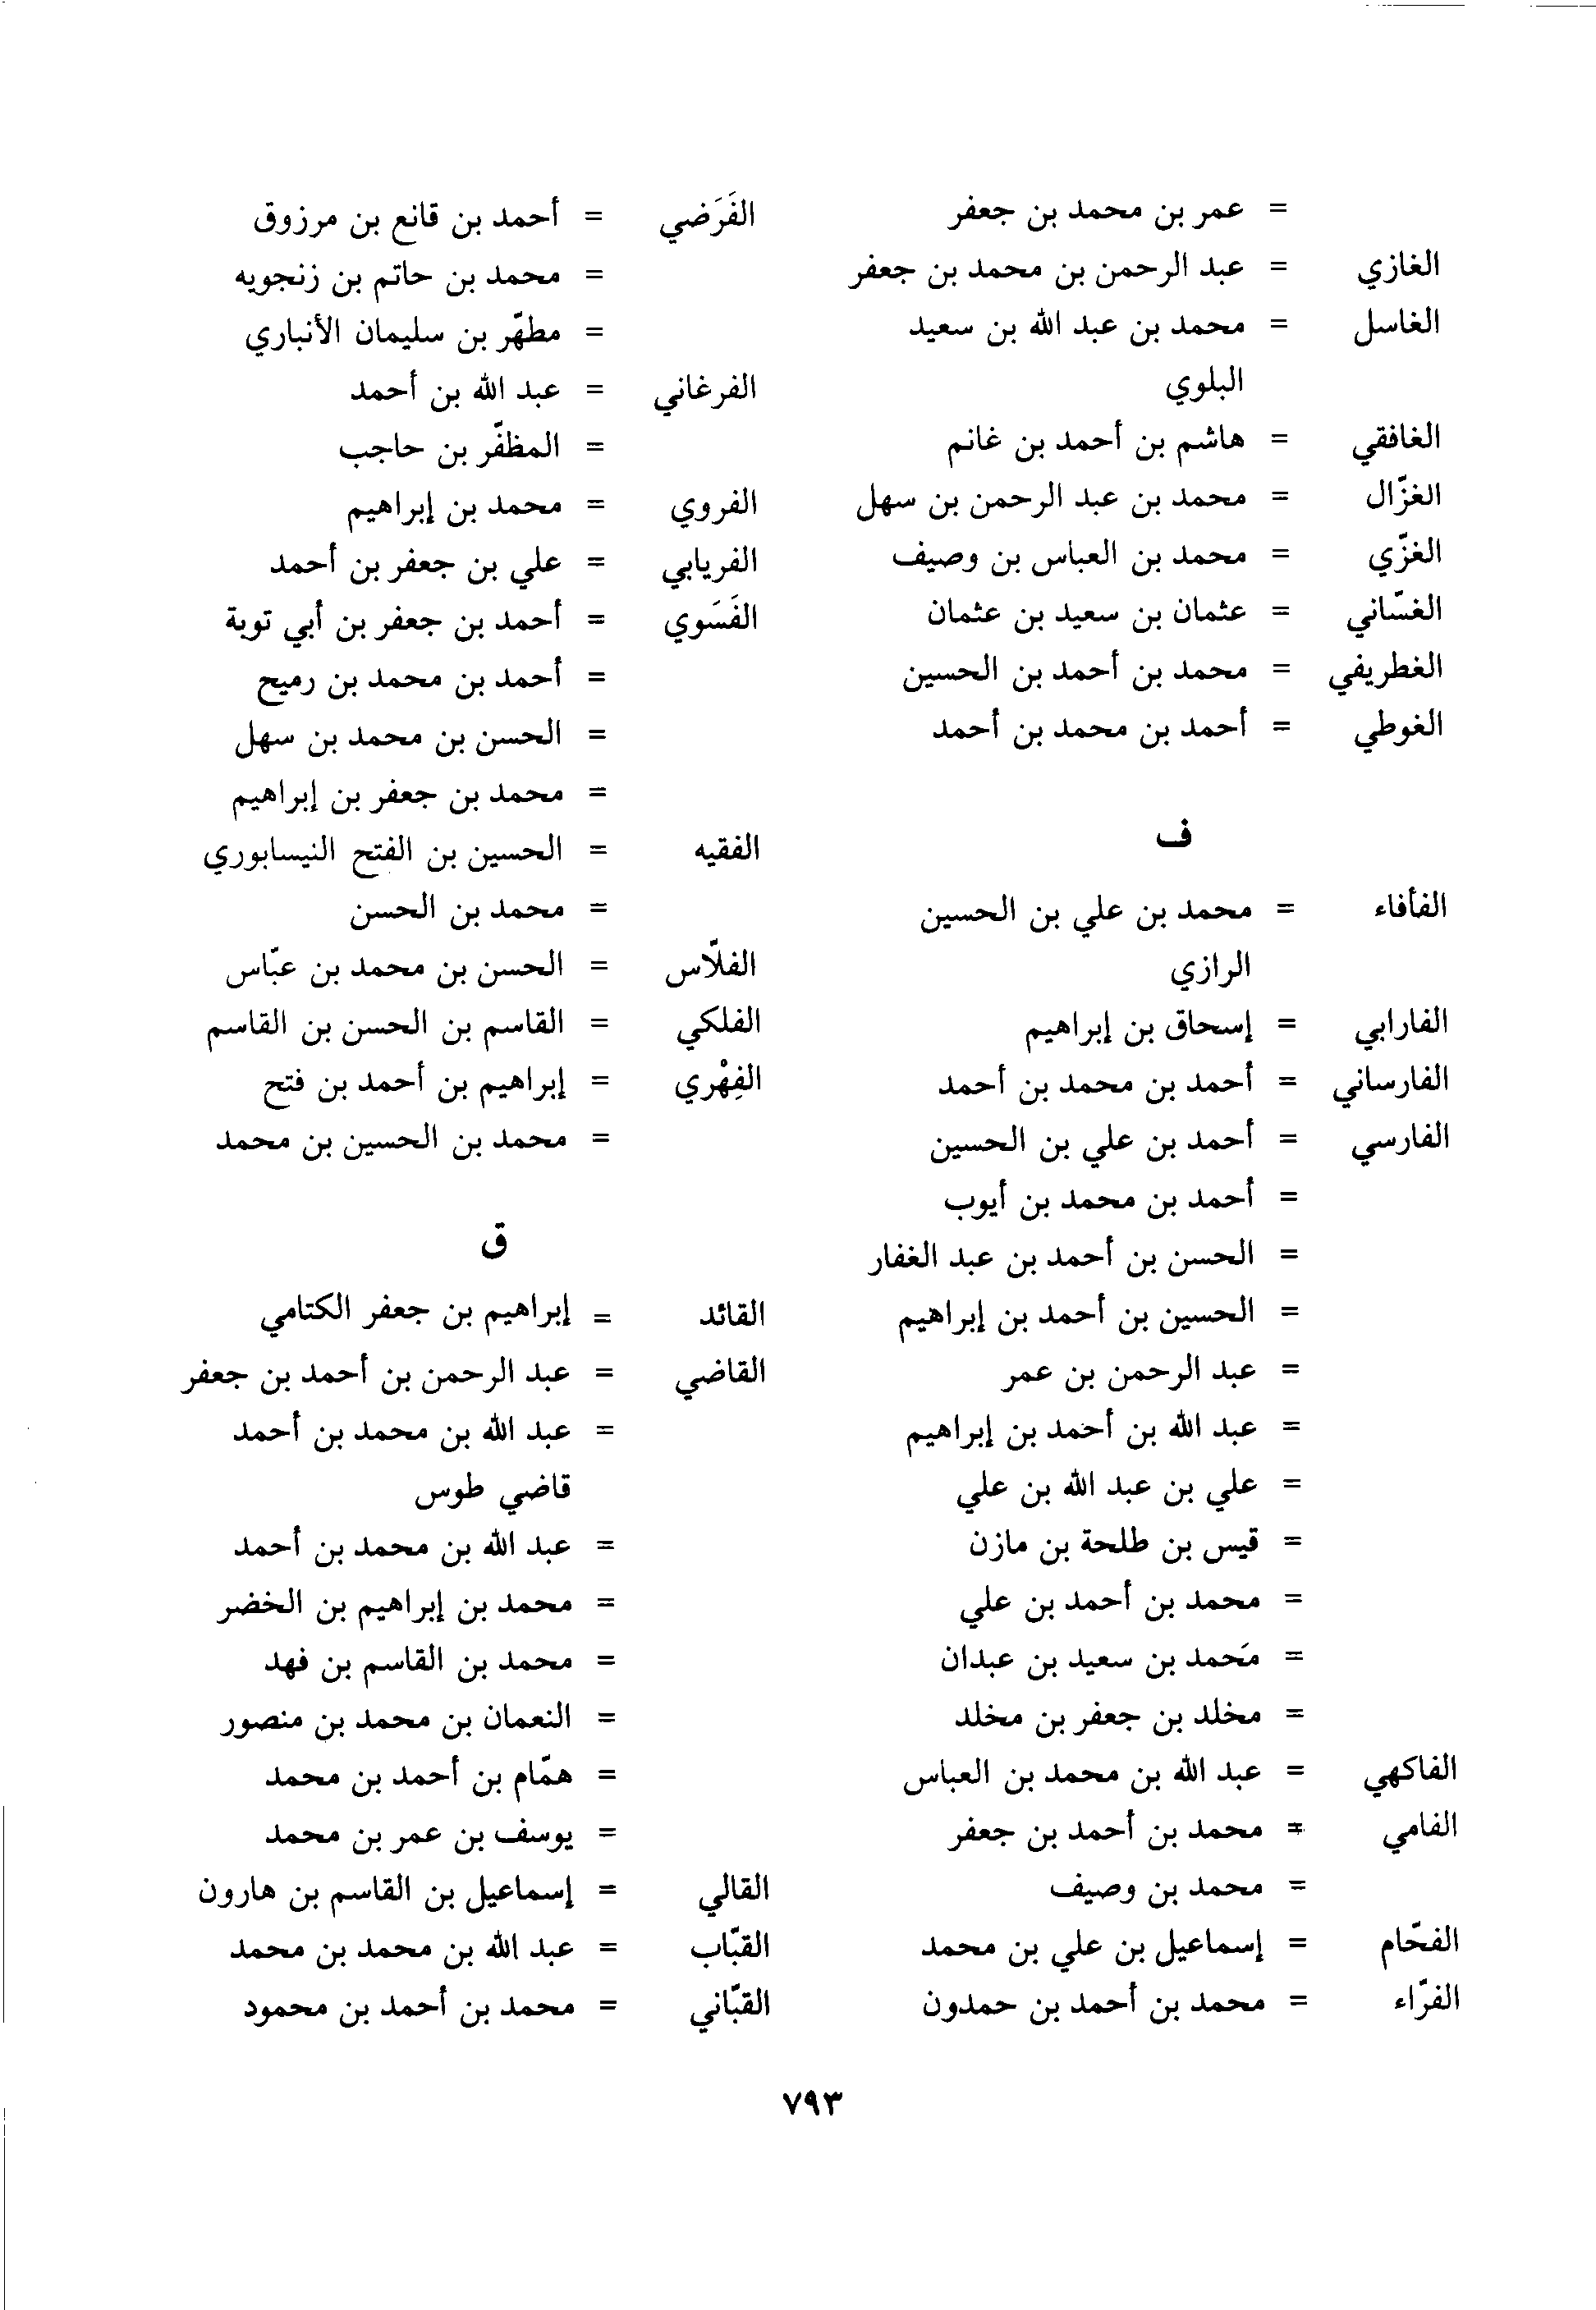 = عمر بن محمد بن جعفر
الغازي = عبد الرحمن بن محمد بن جعفر
الغاسل = محمد بن عبد الله بن سعيد
البلوي
الغافقي = هاشم بن أحمد بن غانم
الغزّال = محمد بن عبد الرحمن بن سهل
الغزّي = محمد بن العباس بن وصيف
الغسّاني = عثمان بن سعيد بن عثمان
الغطريفي = محمد بن أحمد بن الحسين
الغوطي = أحمد بن محمد بن أحمد
ف
الفأفاء = محمد بن علي بن الحسين
الرازي
الفارابي = إسحاق بن إبراهيم
الفارساني = أحمد بن محمد بن أحمد
الفارسي = أحمد بن علي بن الحسين
= أحمد بن محمد بن أيوب
= الحسن بن أحمد بن عبد الغفار
= الحسين بن أحمد بن إبراهيم
= عبد الرحمن بن عمر
= عبد الله بن أحمد بن إبراهيم
= علي بن عبد الله بن علي
= قيس بن طلحة بن مازن
= محمد بن أحمد بن علي
= مَحمد بن سعيد بن عبدان
= مخلد بن جعفر بن مخلد
الفاكهي = عبد الله بن محمد بن العباس
الفامي = محمد بن أحمد بن جعفر
= محمد بن وصيف
الفحّام = إسماعيل بن علي بن محمد
الفرّاء = محمد بن أحمد بن حمدون
الفَرَضي = أحمد بن قانع بن مرزوق
= محمد بن حاتم بن زنجويه
= مطهّر بن سليمان الأنباري
الفرغاني = عبد الله بن أحمد
= المظفّر بن حاجب
الفروي = محمد بن إبراهيم
الفريابي = علي بن جعفر بن أحمد
الفَسَوي = أحمد بن جعفر بن أبي توبة
= أحمد بن محمد بن رميح
= الحسن بن محمد بن سهل
= محمد بن جعفر بن إبراهيم
الفقيه = الحسين بن الفتح النيسابوري
= محمد بن الحسن
الفلّاس = الحسن بن محمد بن عبّاس
الفلكي = القاسم بن الحسن بن القاسم
الفِهْري = إبراهيم بن أحمد بن فتح
= محمد بن الحسين بن محمد
ق
القائد = إبراهيم بن جعفر الكتامي
القاضي = عبد الرحمن بن أحمد بن جعفر
= عبد الله بن محمد بن أحمد
قاضي طوس
= عبد الله بن محمد بن أحمد
= محمد بن إبراهيم بن الخضر
= محمد بن القاسم بن فهد
= النعمان بن محمد بن منصور
= همّام بن أحمد بن محمد
= يوسف بن عمر بن محمد
القالي = إسماعيل بن القاسم بن هارون
القبّاب = عبد الله بن محمد بن محمد
القبّاني = محمد بن أحمد بن محمود
٧٩٣